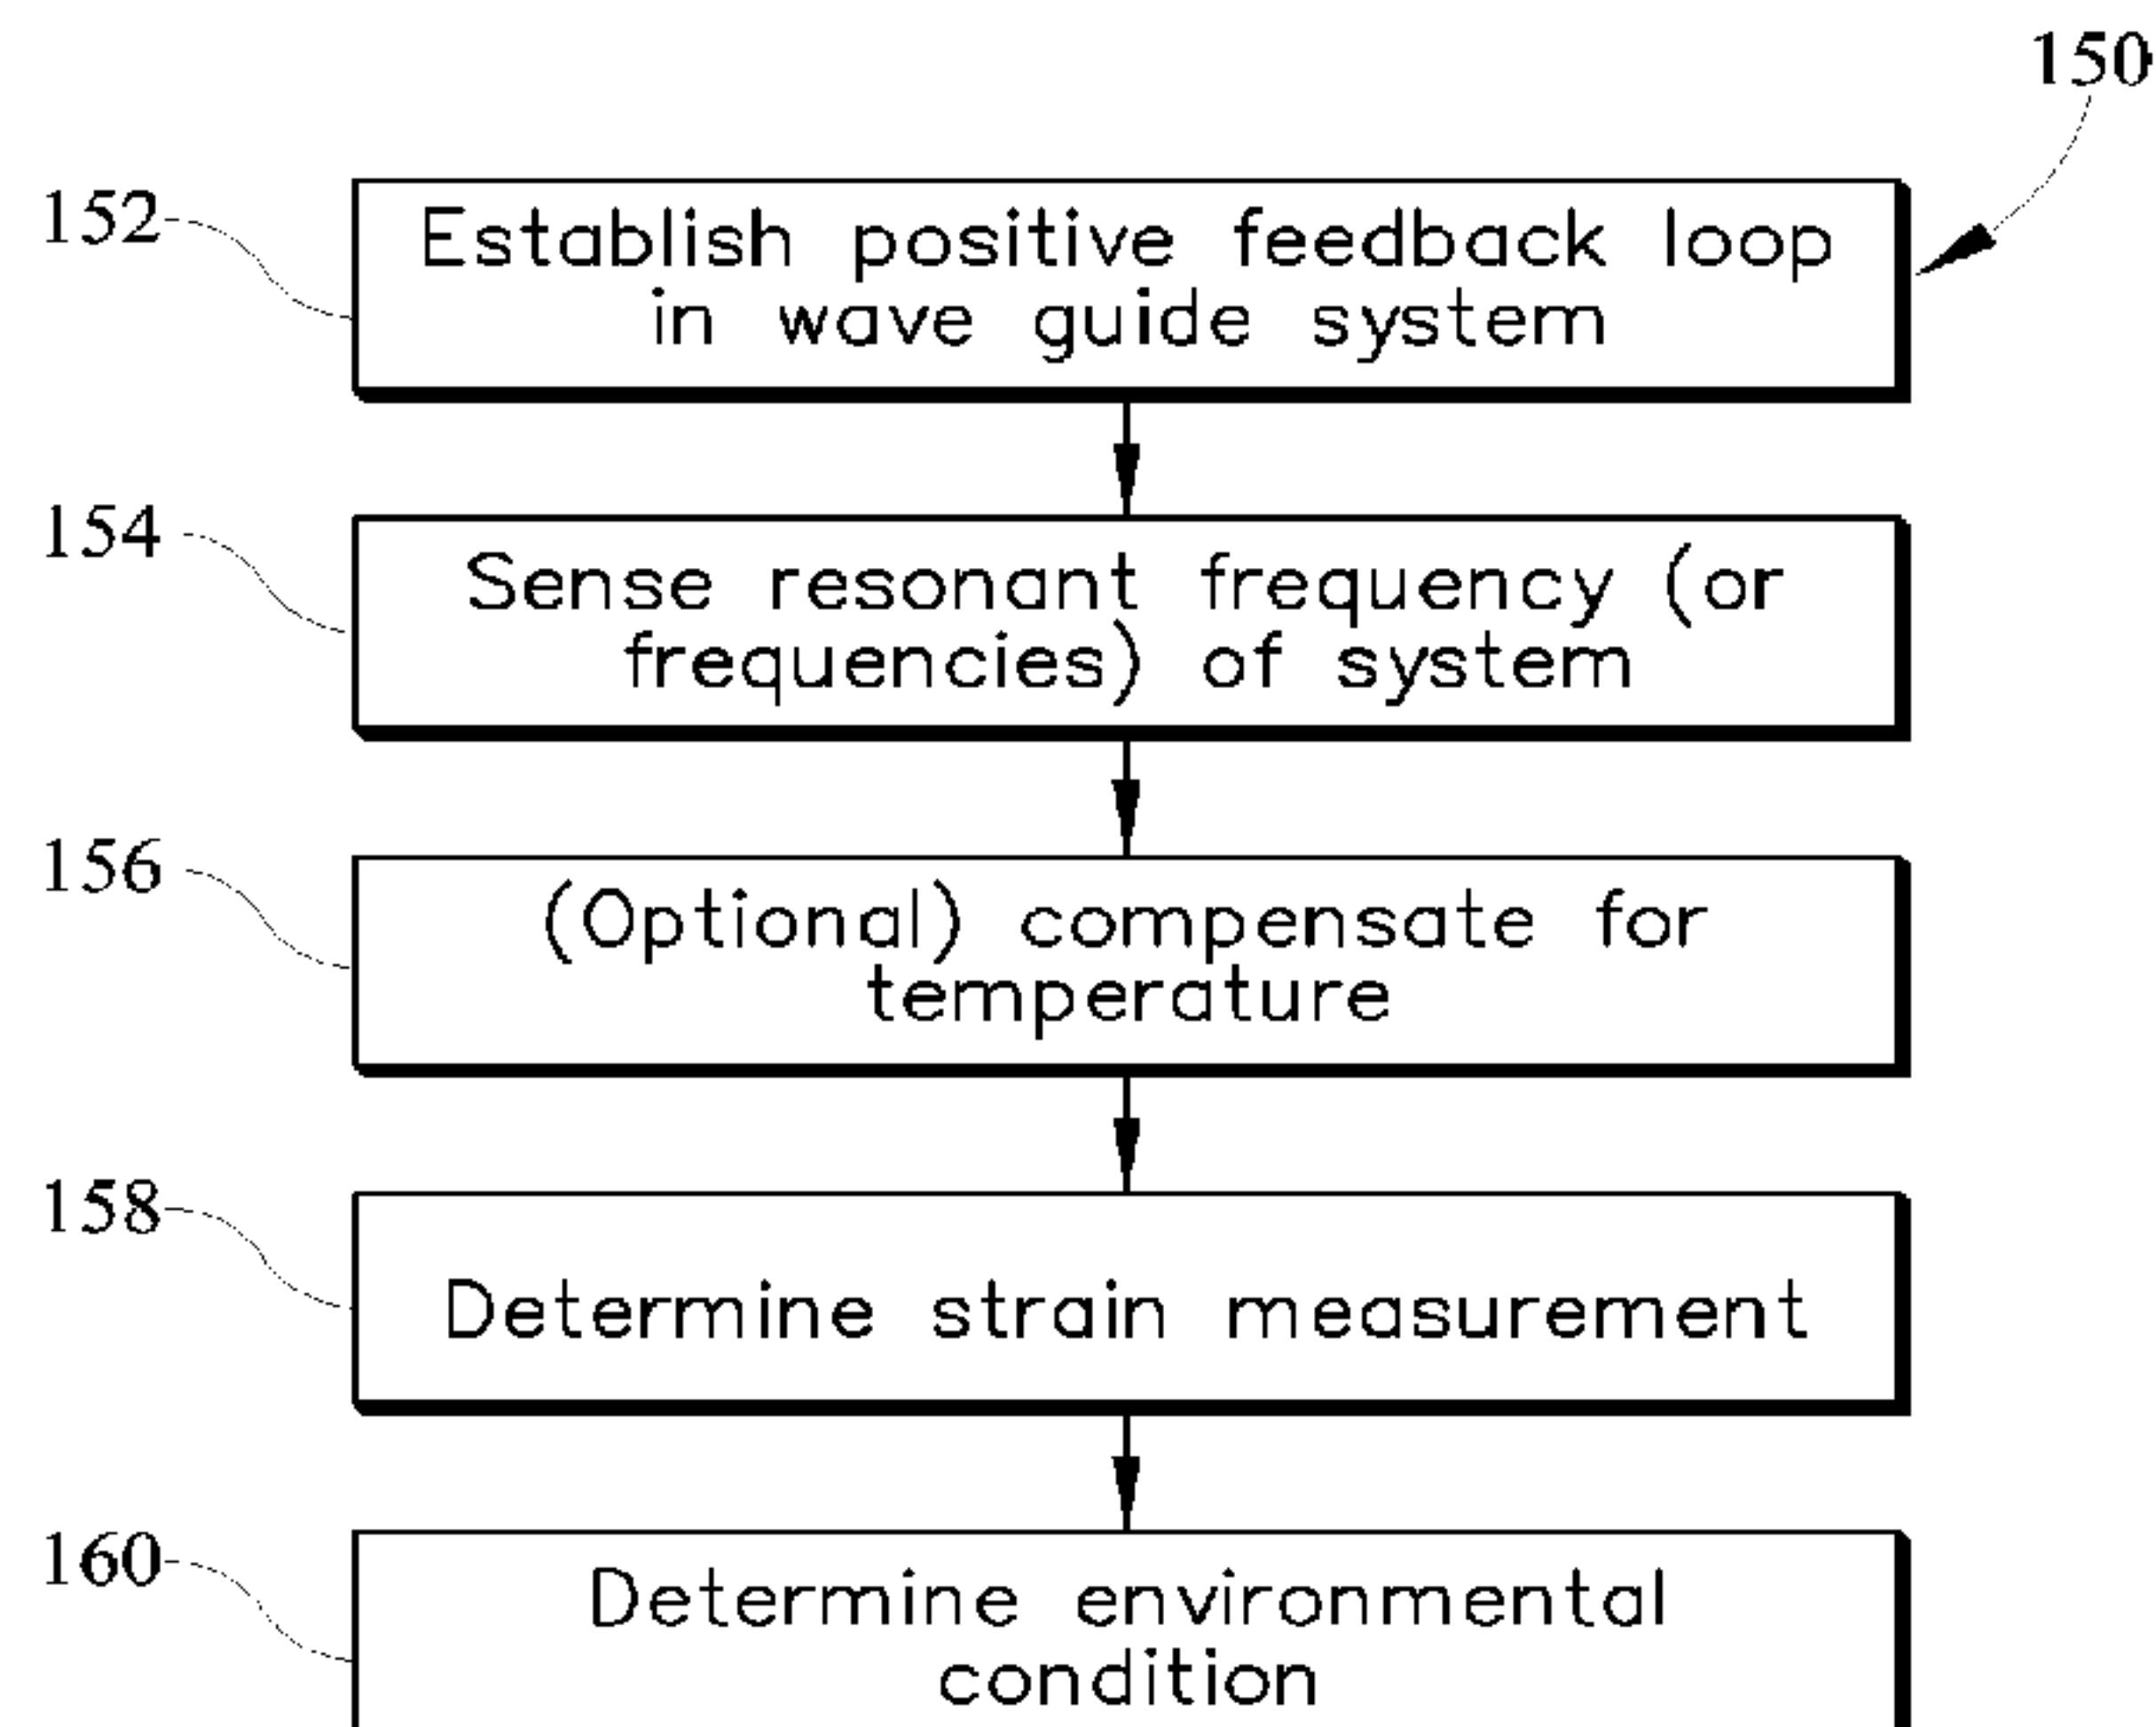 150
152
Establish positive feedback loop
in wave guide system
154
Sense resonant frequency (or
frequencies) of system
156
(Optional) compensate for
temperature
158
Determine strain measurement
160
Determine environmental
condition